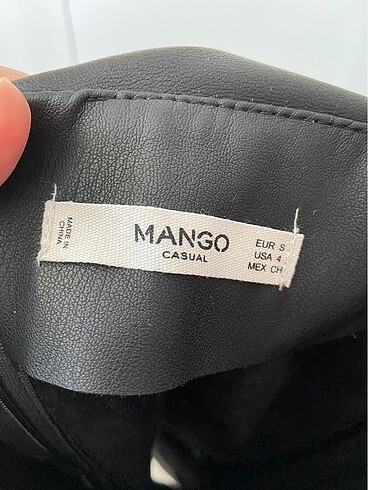 MADE IN
CHINA
MANGO
CASUAL
EUR S
USA 4
MEX CH